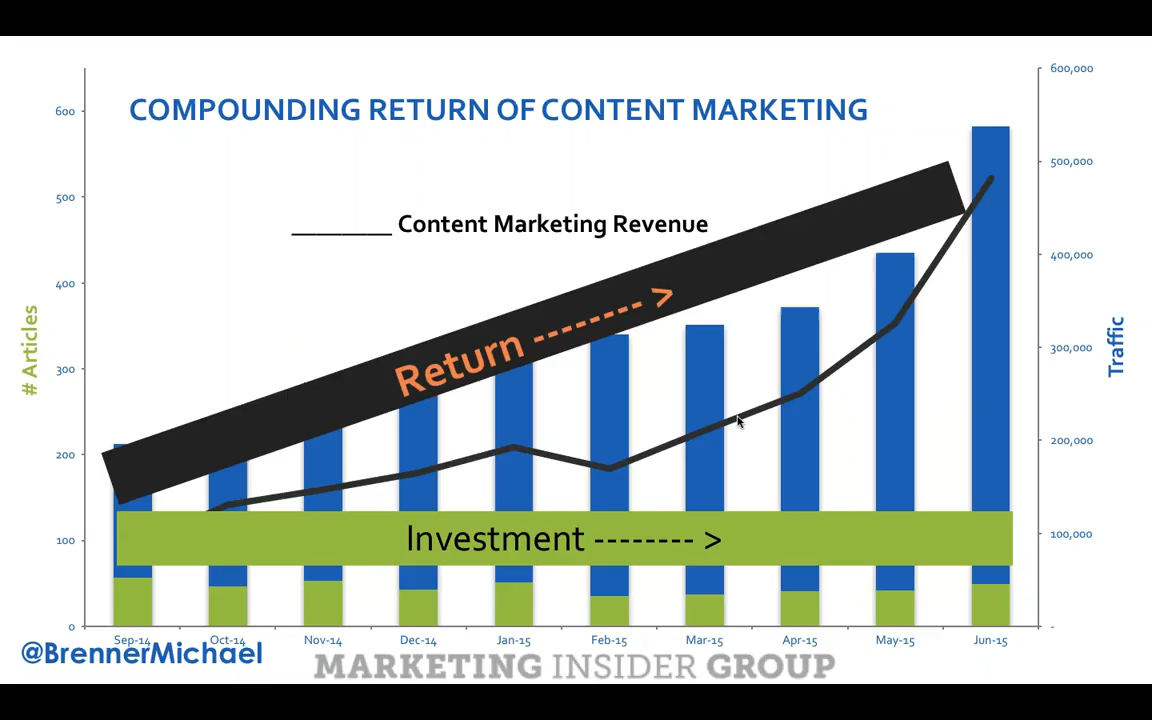 COMPOUNDING RETURN OF CONTENT MARKETING
________ Content Marketing Revenue
Return -------- >
Investment -------- >
# Articles
600
500
400
300
200
100
0
Traffic
600,000
500,000
400,000
300,000
200,000
100,000
-
Sep-14 Oct-14 Nov-14 Dec-14 Jan-15 Feb-15 Mar-15 Apr-15 May-15 Jun-15
@BrennerMichael
MARKETING INSIDER GROUP